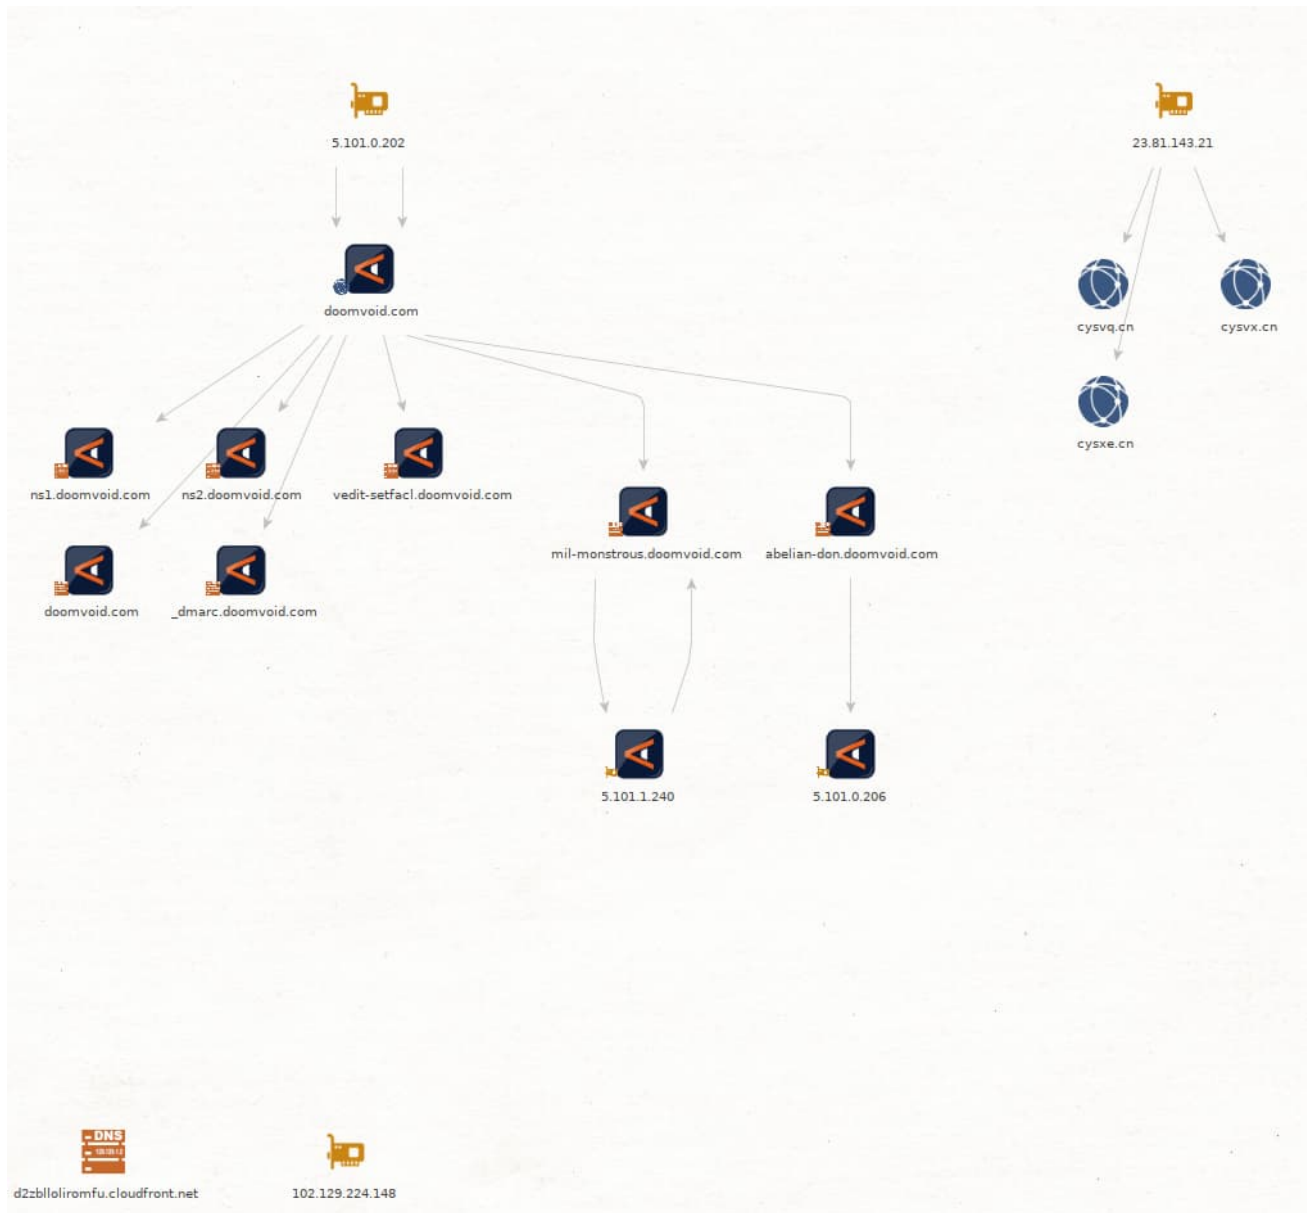 5.101.0.202
23.81.143.21
doomvoid.com
cysvq.cn
cysvx.cn
cysxe.cn
ns1.doomvoid.com
ns2.doomvoid.com
vedit-setfacl.doomvoid.com
mil-monstrous.doomvoid.com
abelian-don.doomvoid.com
doomvoid.com
_dmarc.doomvoid.com
5.101.1.240
5.101.0.206
DNS
d2zblloliromfu.cloudfront.net
102.129.224.148